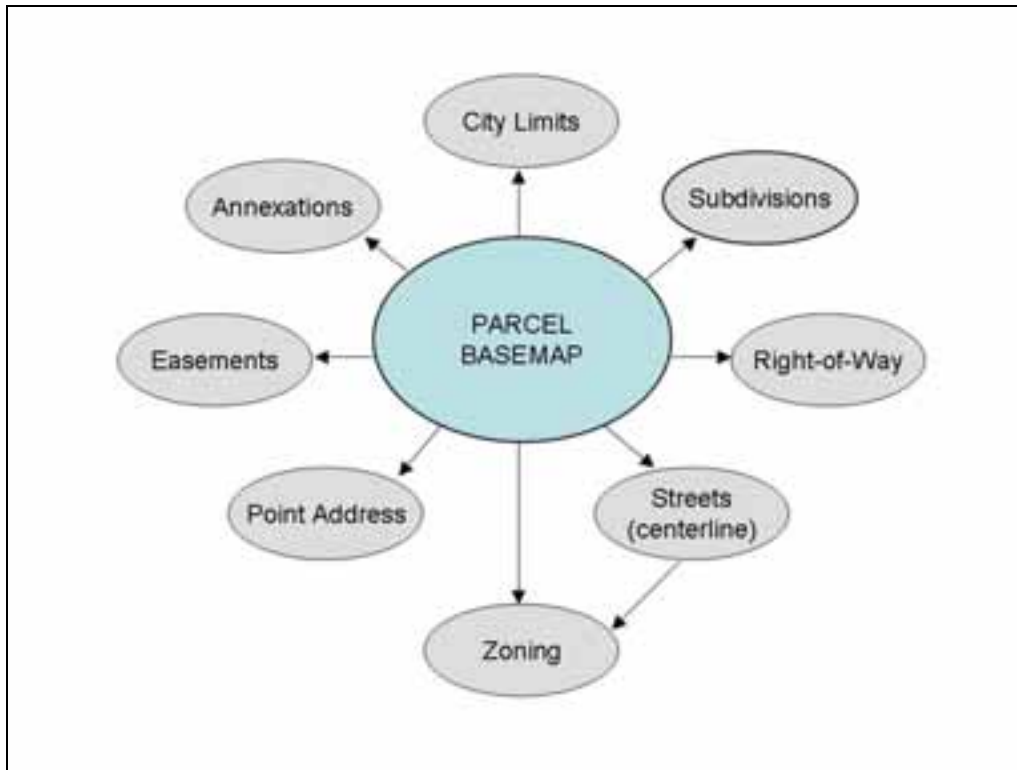 City Limits
Annexations
Subdivisions
PARCEL
BASEMAP
Easements
Right-of-Way
Point Address
Streets
(centerline)
Zoning